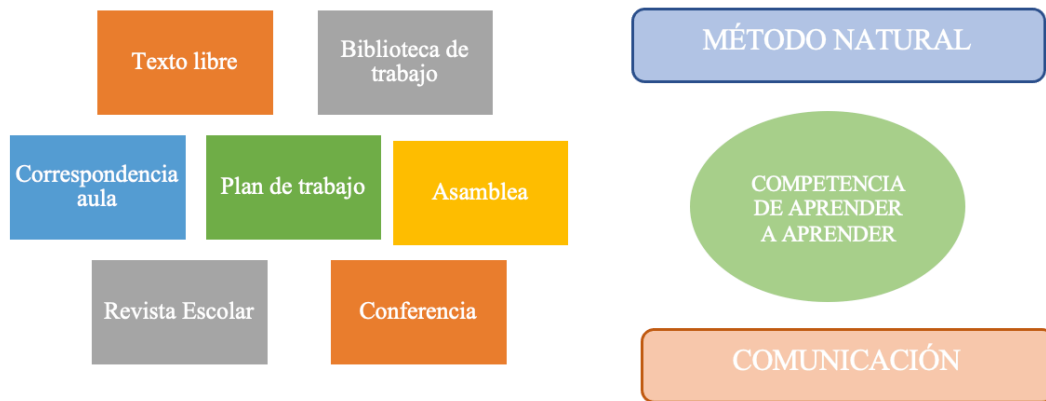 Texto libre
Biblioteca de
trabajo
Correspondencia
aula
Plan de trabajo
Asamblea
Revista Escolar
Conferencia
MÉTODO NATURAL
COMPETENCIA
DE APRENDER
A APRENDER
COMUNICACIÓN